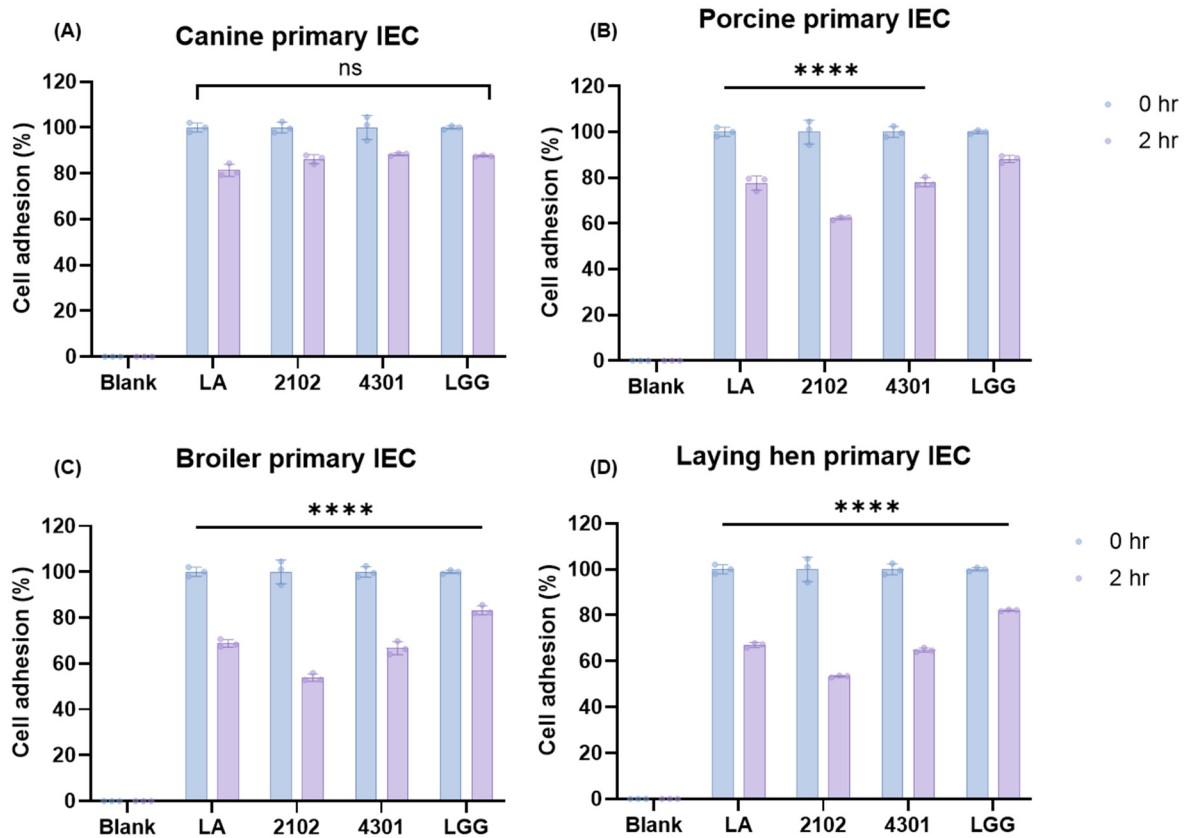 (A)
Canine primary IEC
ns
Cell adhesion (%)
120
100
80
60
40
20
0
Blank LA 2102 4301 LGG
(B)
Porcine primary IEC
****
Cell adhesion (%)
120
100
80
60
40
20
0
Blank LA 2102 4301 LGG
0 hr
2 hr
(C)
Broiler primary IEC
****
Cell adhesion (%)
120
100
80
60
40
20
0
Blank LA 2102 4301 LGG
(D)
Laying hen primary IEC
****
Cell adhesion (%)
120
100
80
60
40
20
0
Blank LA 2102 4301 LGG
0 hr
2 hr